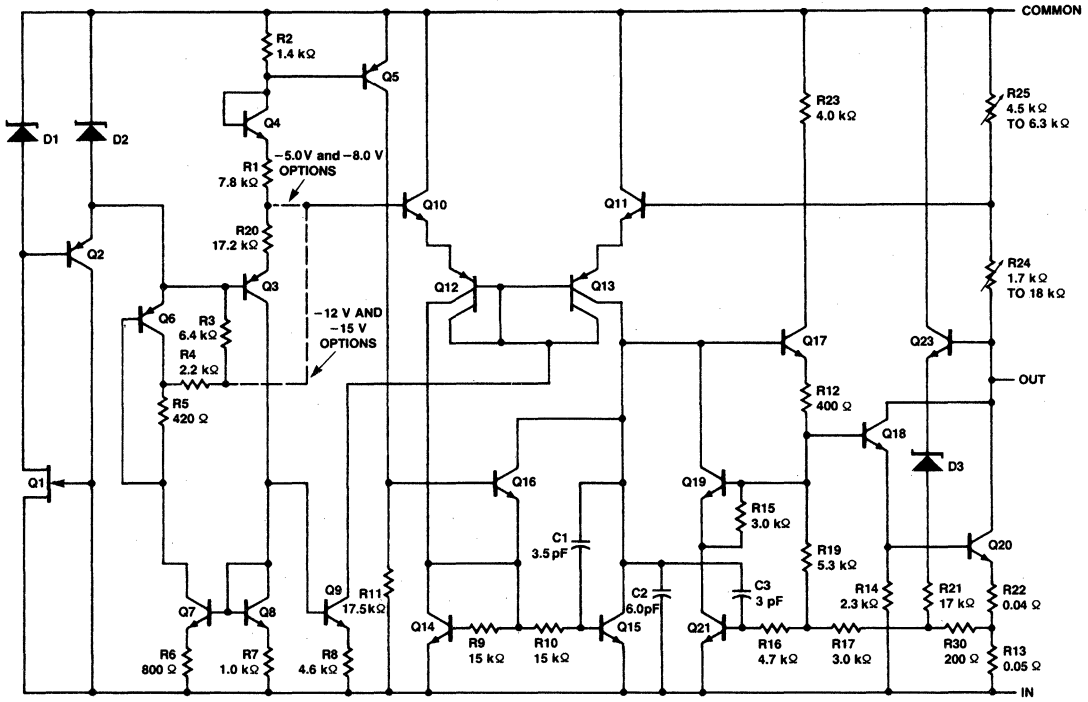 COMMON
R2
1.4 kΩ
Q5
R25
4.5 kΩ
TO 6.3 kΩ
R23
4.0 kΩ
D1
D2
Q4
−5.0 V and −8.0 V
OPTIONS
R1
7.8 kΩ
Q10
Q11
Q2
R20
17.2 kΩ
R24
1.7 kΩ
TO 18 kΩ
Q3
Q12
Q13
Q6
R3
6.4 kΩ
−12 V AND
−15 V
OPTIONS
Q17
Q23
R4
2.2 kΩ
OUT
R5
420 Ω
R12
400 Ω
Q18
D3
Q1
Q16
Q19
R15
3.0 kΩ
C1
3.5 pF
Q20
R19
5.3 kΩ
Q7
Q8
Q9
R11
17.5 kΩ
C2
6.0 pF
C3
3 pF
R14
2.3 kΩ
R21
17 kΩ
R22
0.04 Ω
Q14
Q15
Q21
R9
15 kΩ
R10
15 kΩ
R16
4.7 kΩ
R17
3.0 kΩ
R30
200 Ω
R13
0.05 Ω
R6
800 Ω
R7
1.0 kΩ
R8
4.6 kΩ
IN